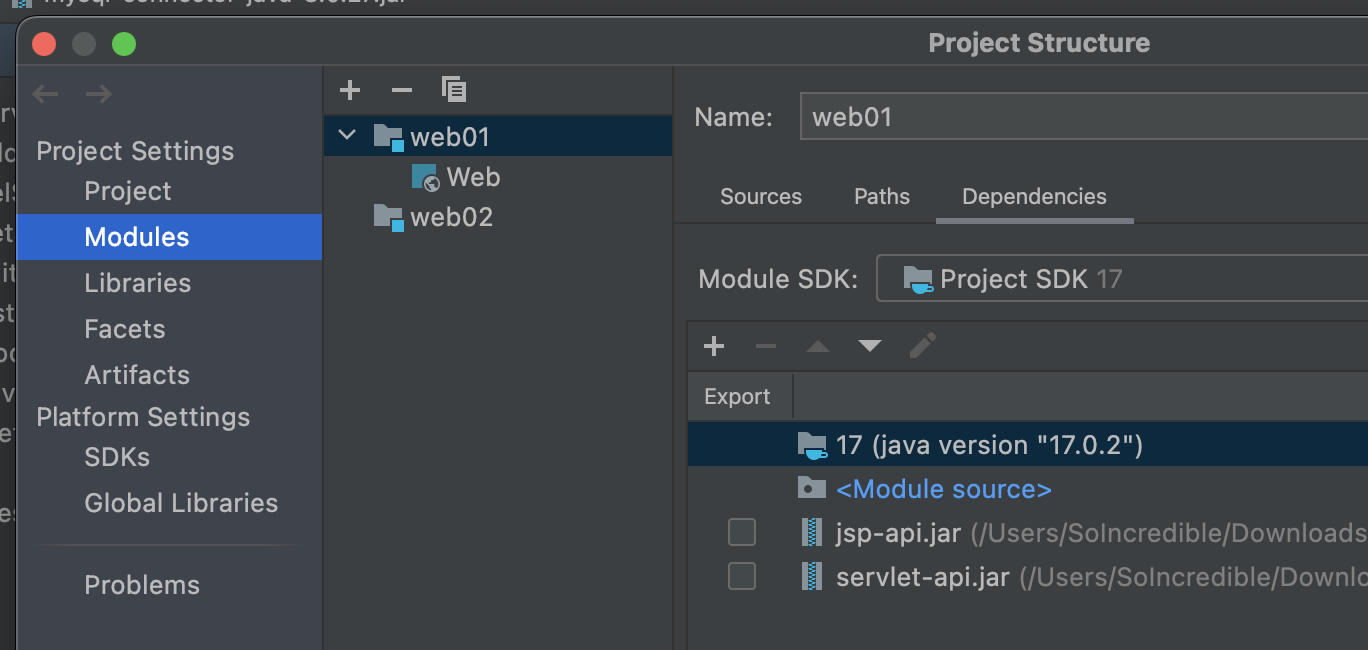 Project Structure
Project Settings
Project
Modules
Libraries
Facets
Artifacts
Platform Settings
SDKs
Global Libraries
Problems
web01
Web
web02
Name: web01
Sources Paths Dependencies
Module SDK: Project SDK 17
Export
17 (java version "17.0.2")
<Module source>
jsp-api.jar (/Users/SoIncredible/Downloads
servlet-api.jar (/Users/SoIncredible/Downlo